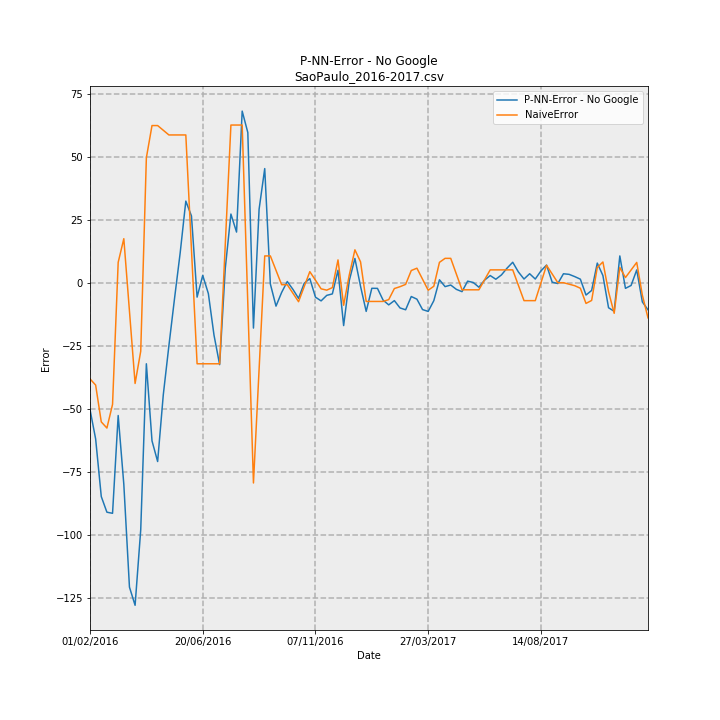 P-NN-Error - No Google
SaoPaulo_2016-2017.csv
P-NN-Error - No Google
NaiveError
75
50
25
0
−25
−50
−75
−100
−125
Error
01/02/2016 20/06/2016 07/11/2016 27/03/2017 14/08/2017
Date